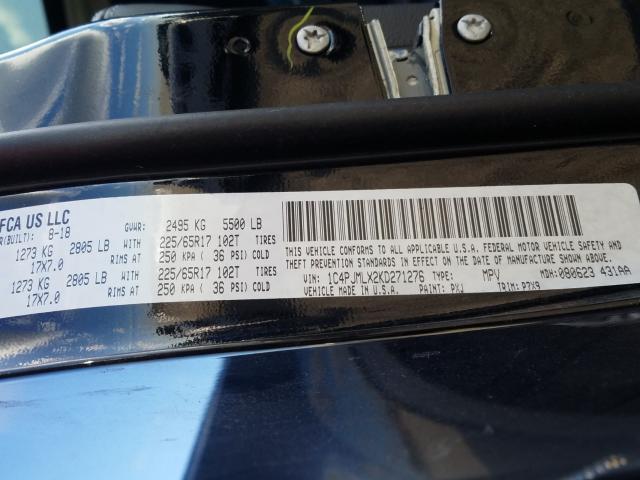 FCA US LLC
R(BUILT): 8-18 GVWR: 2495 KG 5500 LB
1273 KG 2805 LB WITH 225/65R17 102T TIRES
17X7.0 RIMS AT 250 KPA ( 36 PSI) COLD
1273 KG 2805 LB WITH 225/65R17 102T TIRES
17X7.0 RIMS AT 250 KPA ( 36 PSI) COLD
THIS VEHICLE CONFORMS TO ALL APPLICABLE U.S.A. FEDERAL MOTOR VEHICLE SAFETY,
BUMPER, AND THEFT PREVENTION STANDARDS IN EFFECT ON THE DATE OF MANUFACTURE SHOWN ABOVE.
VIN: 1C4PJMLX2KD271276 TYPE: MPV MDH: 080623 431AA
VEHICLE MADE IN U.S.A. PAINT: PXJ TRIM: P7X9